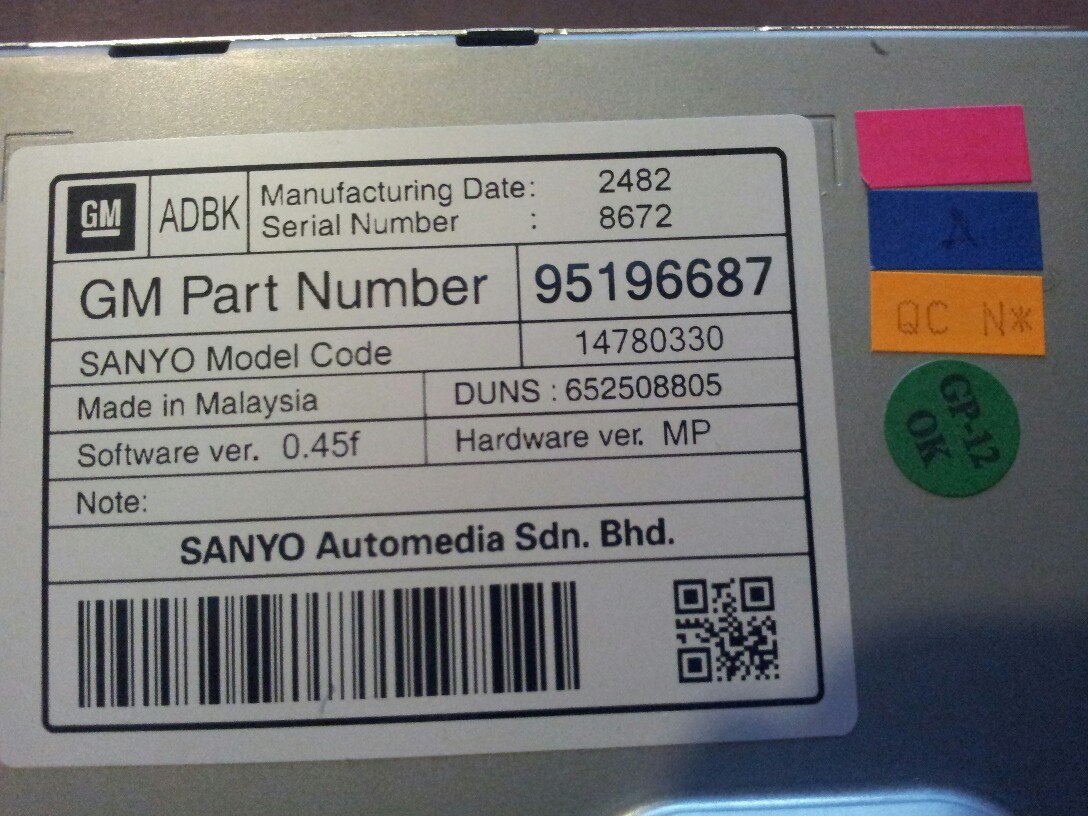 GM
ADBK
Manufacturing Date: 2482
Serial Number : 8672
GM Part Number 95196687
SANYO Model Code 14780330
Made in Malaysia DUNS : 652508805
Software ver. 0.45f Hardware ver. MP
Note:
SANYO Automedia Sdn. Bhd.
A
QC N*
GP-12
OK